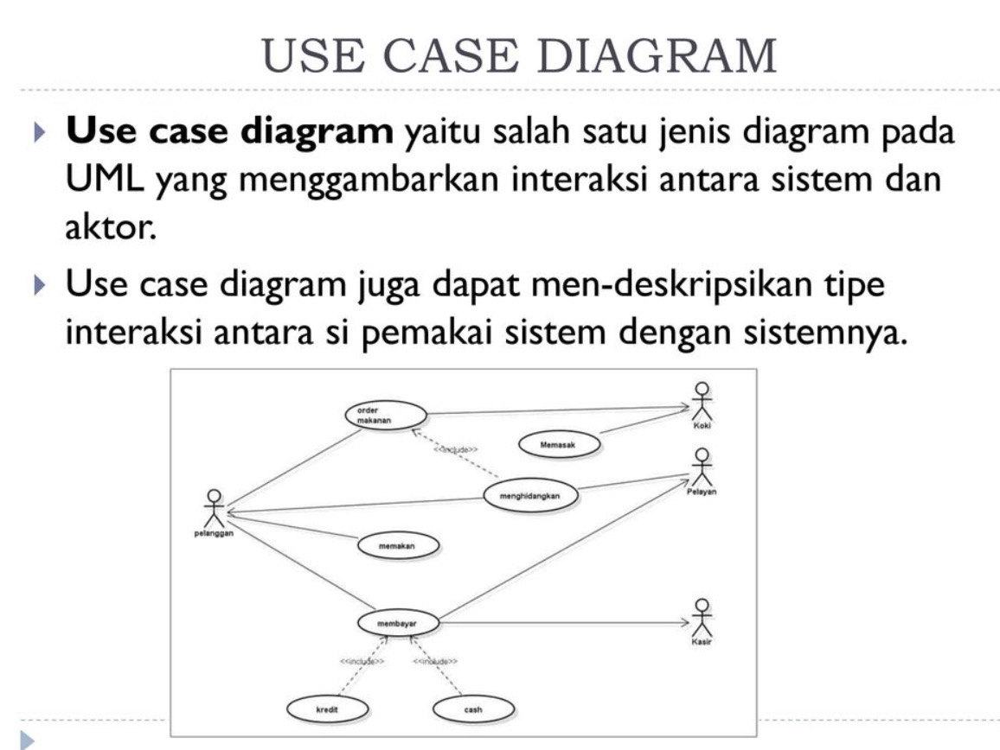 USE CASE DIAGRAM
Use case diagram yaitu salah satu jenis diagram pada
UML yang menggambarkan interaksi antara sistem dan
aktor.
Use case diagram juga dapat men-deskripsikan tipe
interaksi antara si pemakai sistem dengan sistemnya.
order
makanan
Koki
Memasak
<<include>>
menghidangkan
Pelayan
pelanggan
memakan
membayar
Kasir
<<include>>
<<include>>
kredit
cash